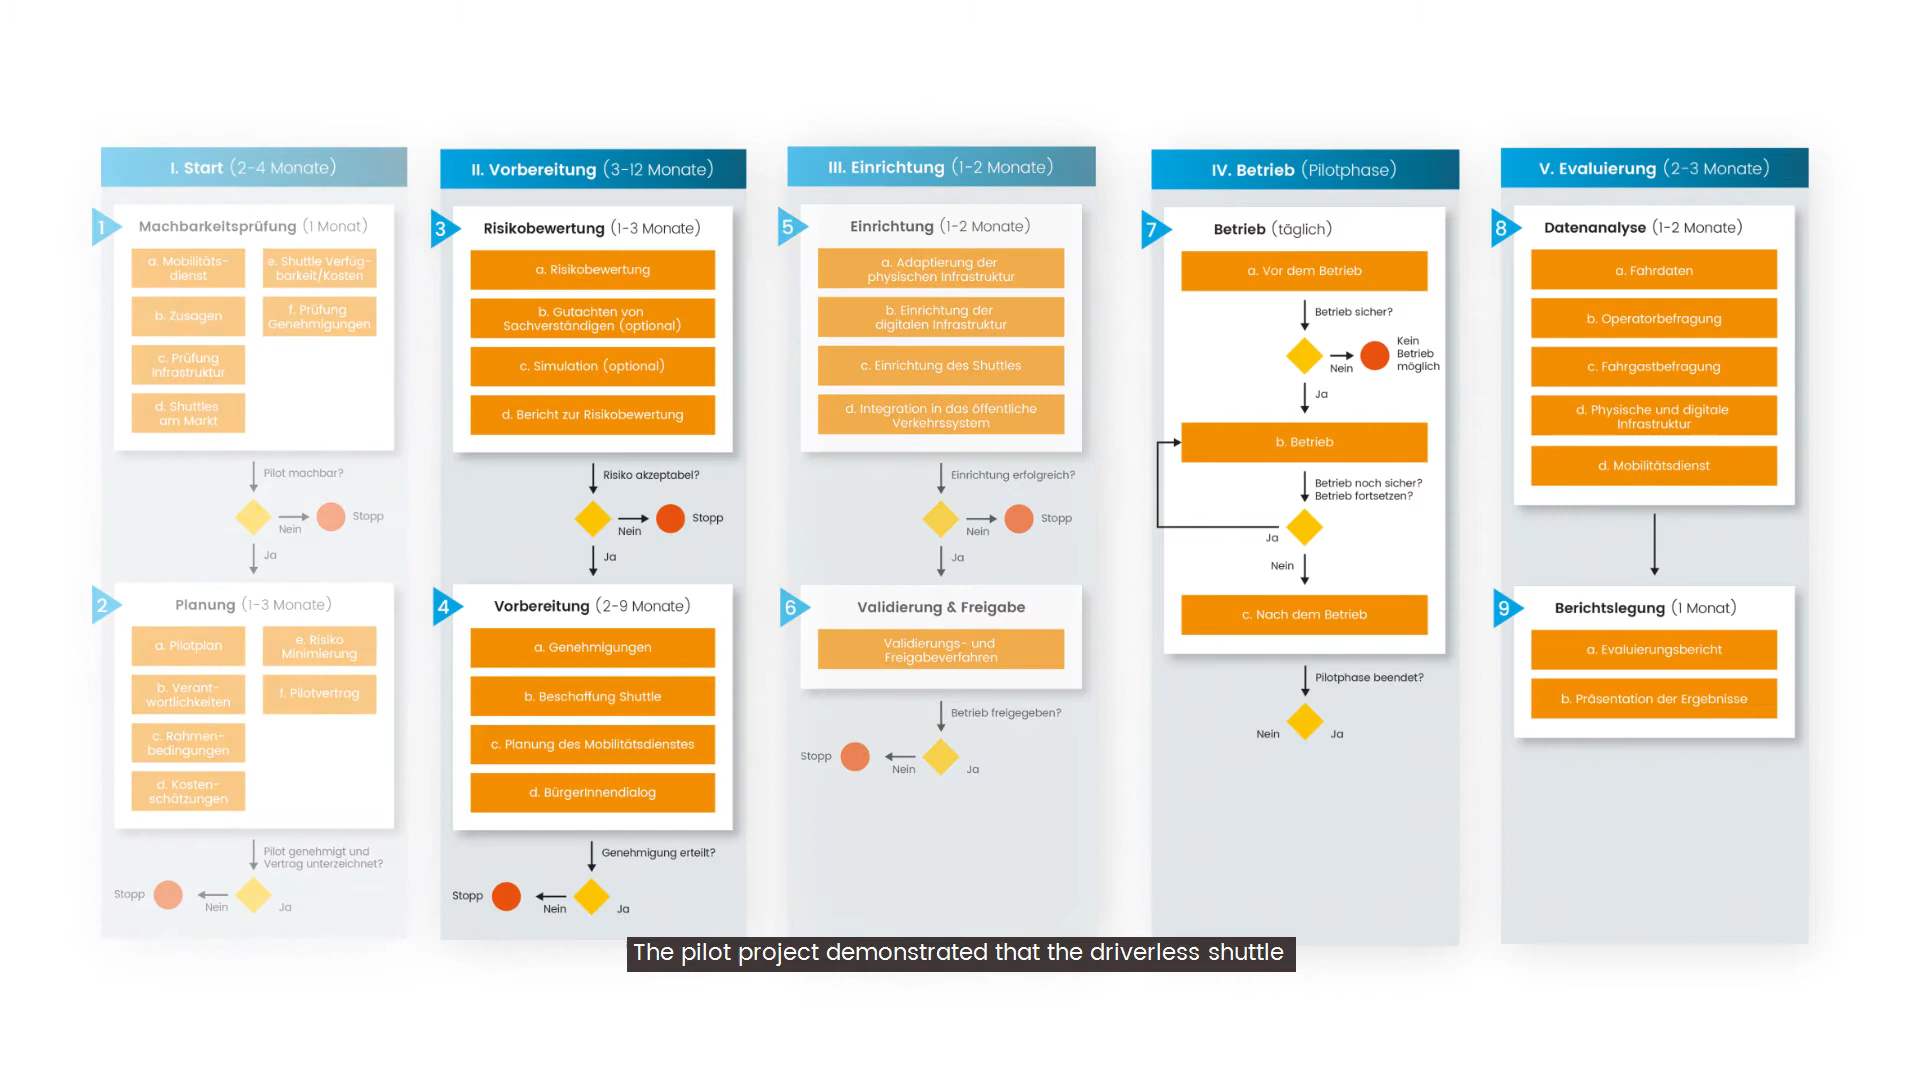 I. Start (2-4 Monate)
1
Machbarkeitsprüfung (1 Monat)
a. Mobilitäts-
dienst
b. Zusagen
c. Prüfung
Infrastruktur
d. Shuttles
am Markt
e. Shuttle Verfüg-
barkeit/Kosten
f. Prüfung
Genehmigungen
Pilot machbar?
Nein
Stopp
Ja
2
Planung (1-3 Monate)
a. Pilotplan
b. Verant-
wortlichkeiten
c. Rahmen-
bedingungen
d. Kosten-
schätzungen
e. Risiko
Minimierung
f. Pilotvertrag
Pilot genehmigt und
Vertrag unterzeichnet?
Stopp
Nein
Ja
II. Vorbereitung (3-12 Monate)
3
Risikobewertung (1-3 Monate)
a. Risikobewertung
b. Gutachten von
Sachverständigen (optional)
c. Simulation (optional)
d. Bericht zur Risikobewertung
Risiko akzeptabel?
Nein
Stopp
Ja
4
Vorbereitung (2-9 Monate)
a. Genehmigungen
b. Beschaffung Shuttle
c. Planung des Mobilitätsdienstes
d. BürgerInnendialog
Genehmigung erteilt?
Stopp
Nein
Ja
III. Einrichtung (1-2 Monate)
5
Einrichtung (1-2 Monate)
a. Adaptierung der
physischen Infrastruktur
b. Einrichtung der
digitalen Infrastruktur
c. Einrichtung des Shuttles
d. Integration in das öffentliche
Verkehrssystem
Einrichtung erfolgreich?
Nein
Stopp
Ja
6
Validierung & Freigabe
Validierungs- und
Freigabeverfahren
Betrieb freigegeben?
Stopp
Nein
Ja
IV. Betrieb (Pilotphase)
7
Betrieb (täglich)
a. Vor dem Betrieb
Betrieb sicher?
Nein
Kein
Betrieb
möglich
Ja
b. Betrieb
Betrieb noch sicher?
Betrieb fortsetzen?
Ja
Nein
c. Nach dem Betrieb
Pilotphase beendet?
Nein
Ja
V. Evaluierung (2-3 Monate)
8
Datenanalyse (1-2 Monate)
a. Fahrdaten
b. Operatorbefragung
c. Fahrgastbefragung
d. Physische und digitale
Infrastruktur
d. Mobilitätsdienst
9
Berichtslegung (1 Monat)
a. Evaluierungsbericht
b. Präsentation der Ergebnisse
The pilot project demonstrated that the driverless shuttle